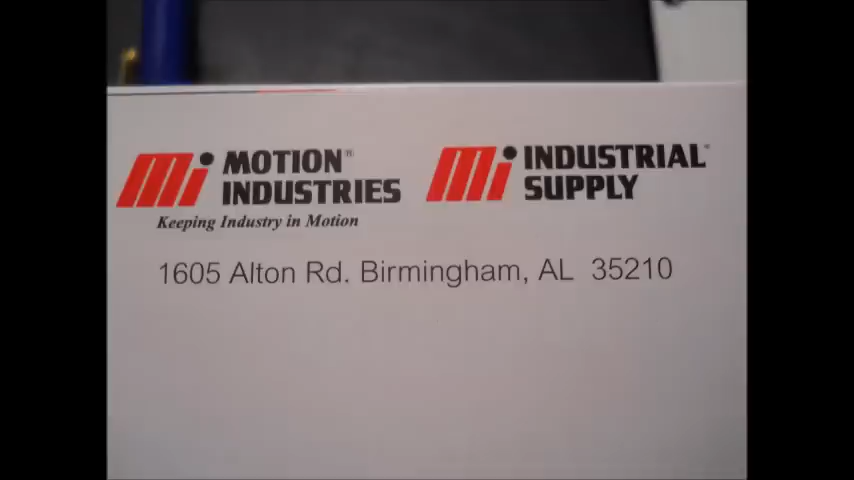 Mi MOTION® INDUSTRIES
Keeping Industry in Motion
Mi INDUSTRIAL® SUPPLY
1605 Alton Rd. Birmingham, AL 35210